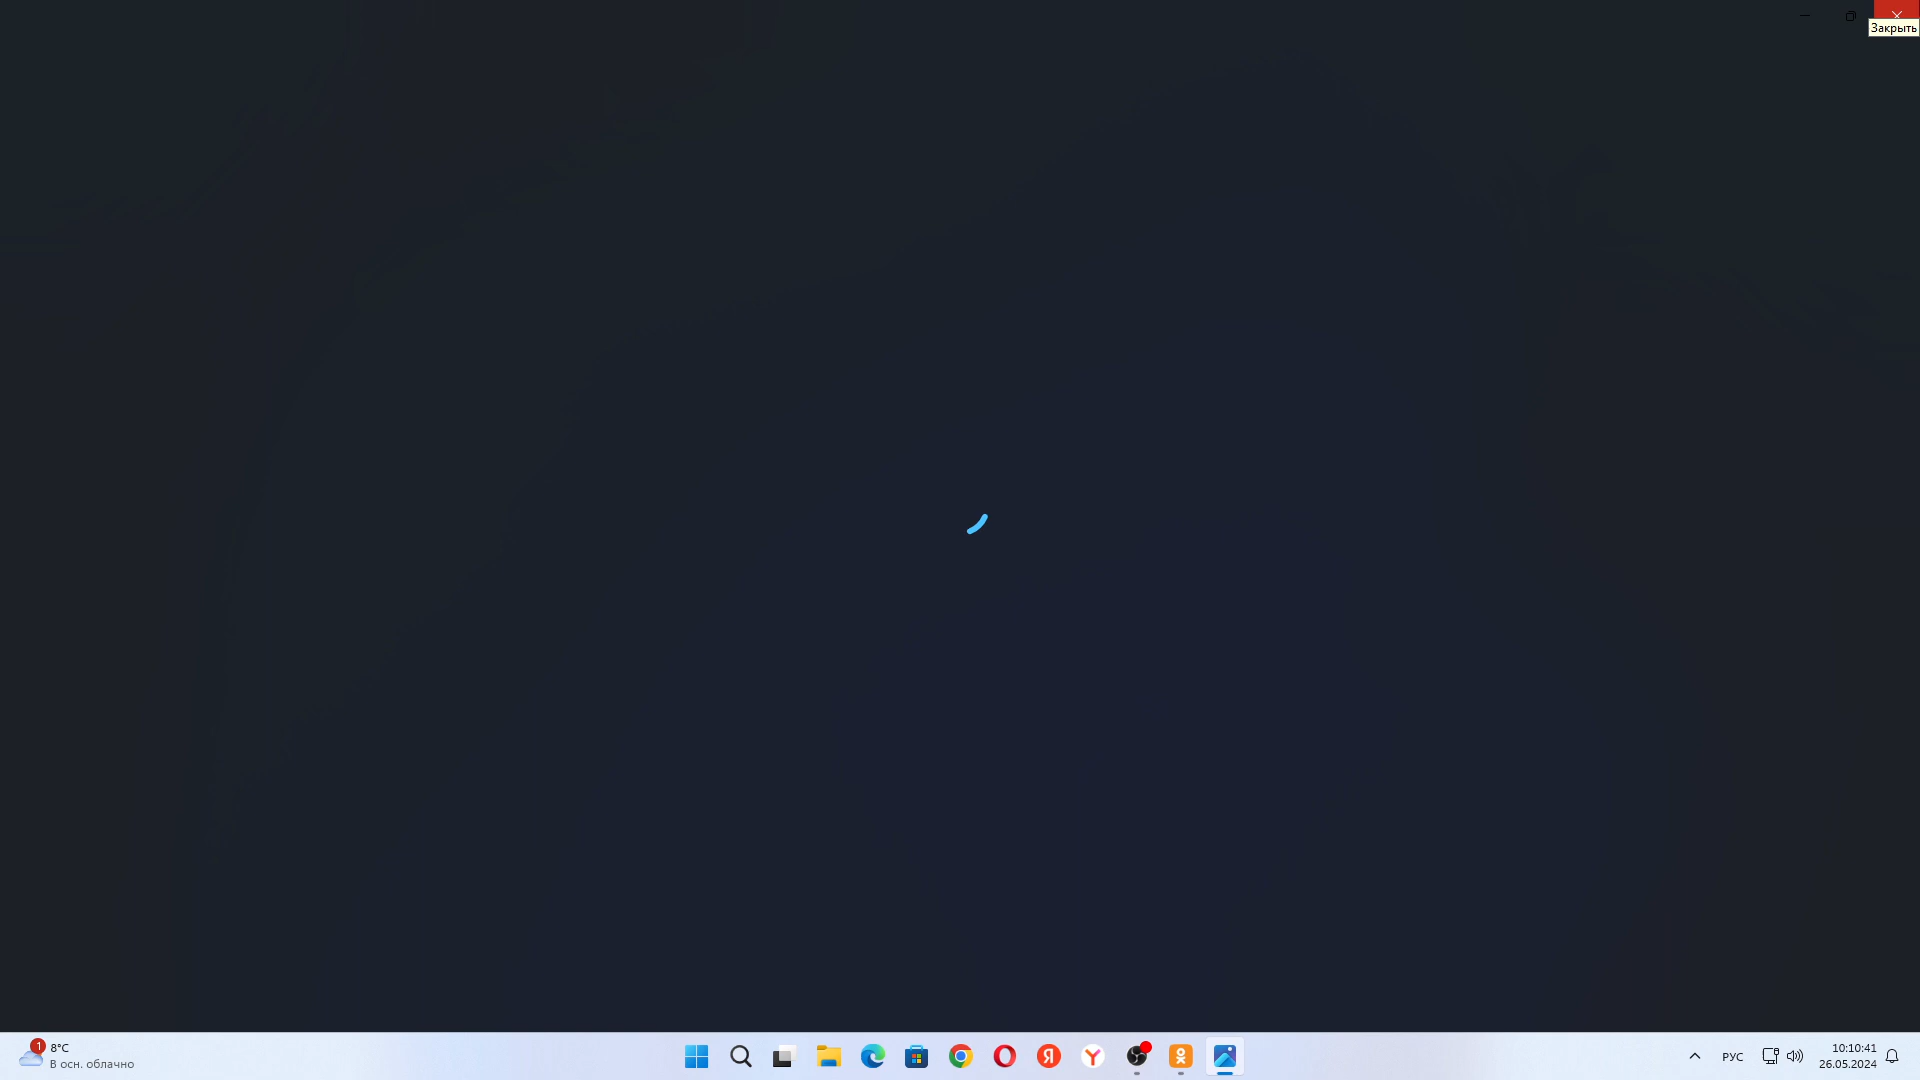 Закрыть
1
8°C
В осн. облачно
РУС
10:10:41
26.05.2024